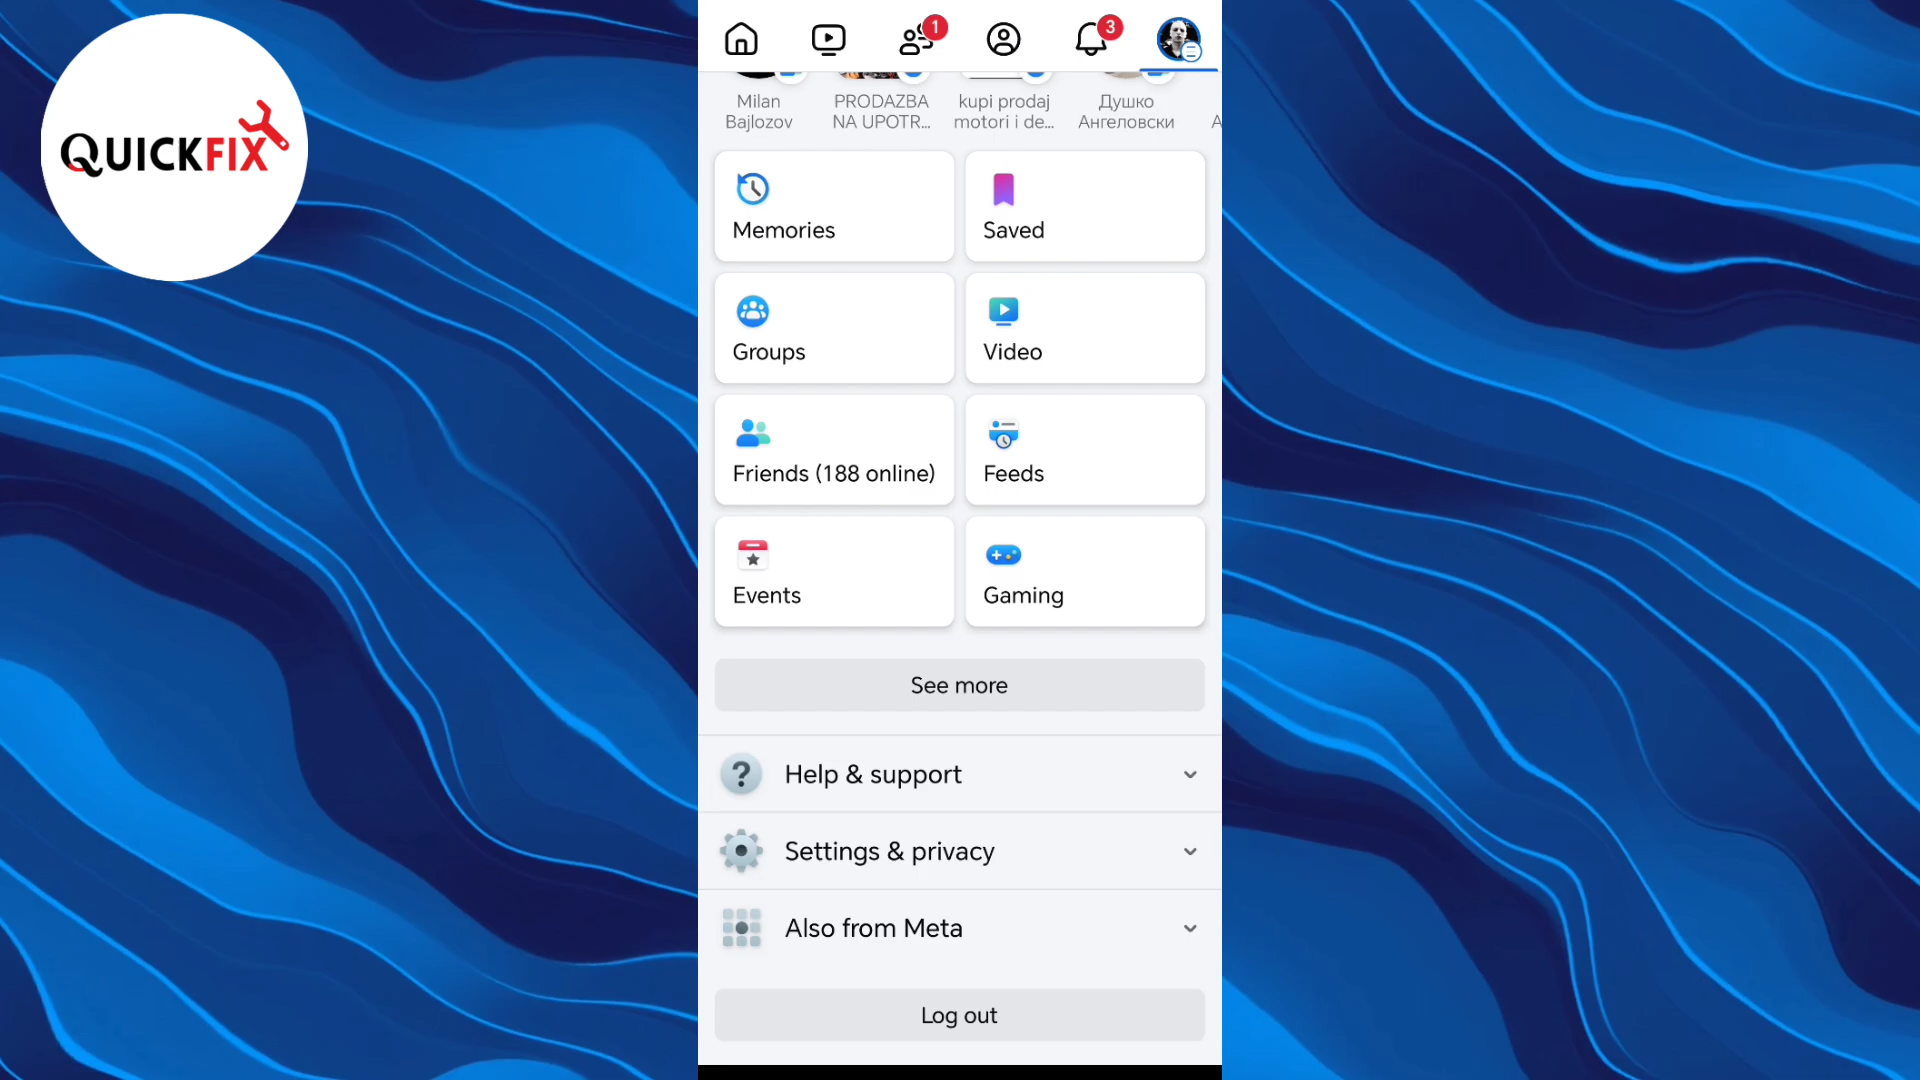 QUICKFIX
1
3
Milan
Bajlozov
PRODAZBA
NA UPOTR...
kupi prodaj
motori i de...
Душко
Ангеловски
A
Memories
Saved
Groups
Video
Friends (188 online)
Feeds
Events
Gaming
See more
Help & support
Settings & privacy
Also from Meta
Log out